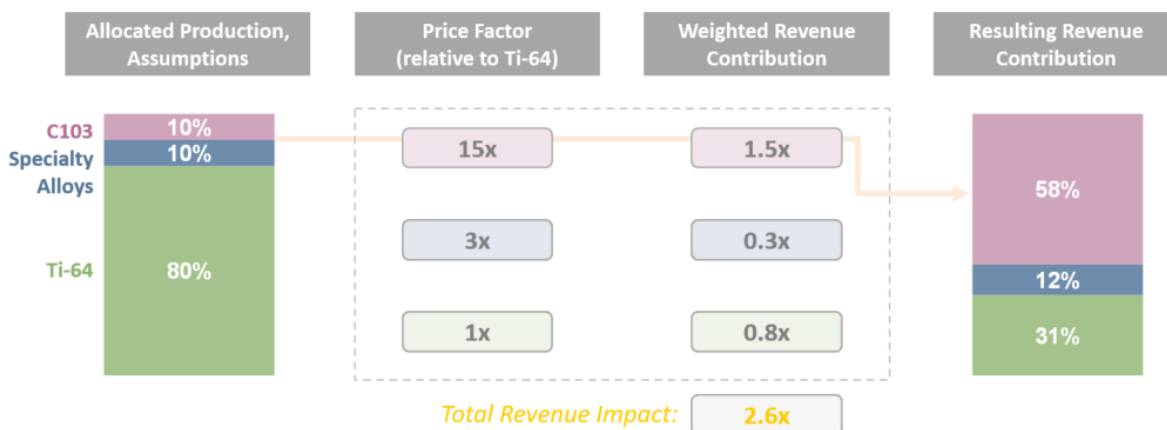 Allocated Production,
Assumptions
Price Factor
(relative to Ti-64)
Weighted Revenue
Contribution
Resulting Revenue
Contribution
C103
10%
15x
1.5x
58%
Specialty
Alloys
10%
3x
0.3x
12%
Ti-64
80%
1x
0.8x
31%
Total Revenue Impact:
2.6x